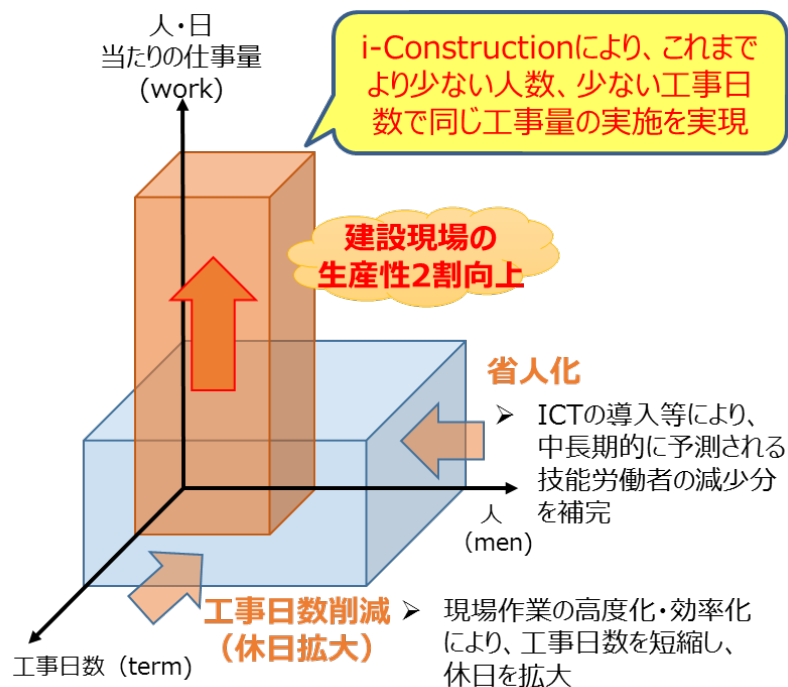 人・日
当たりの仕事量
(work)
i-Constructionにより、これまで
より少ない人数、少ない工事日
数で同じ工事量の実施を実現
建設現場の
生産性2割向上
省人化
➢ ICTの導入等により、
中長期的に予測される
技能労働者の減少分
を補完
人
（men）
工事日数削減
（休日拡大）
➢ 現場作業の高度化・効率化
により、工事日数を短縮し、
休日を拡大
工事日数（term）